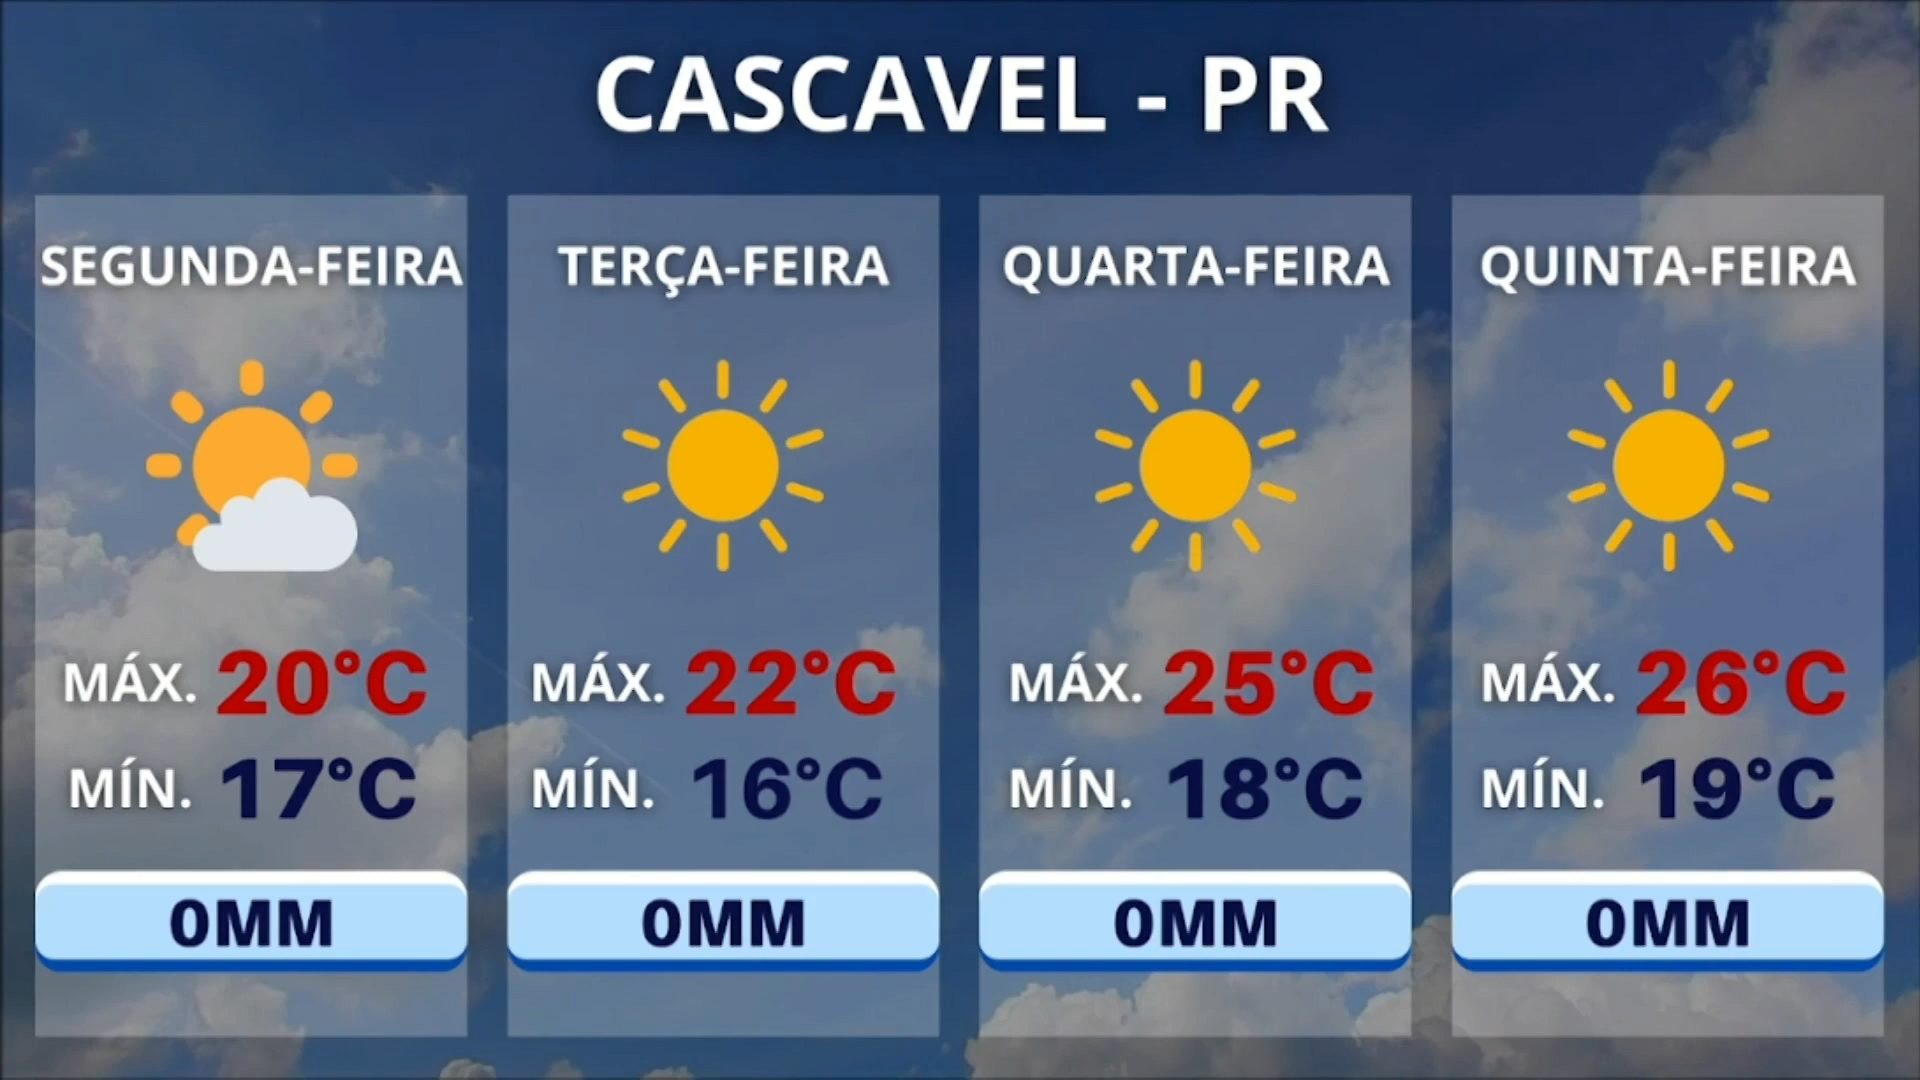 CASCAVEL - PR
SEGUNDA-FEIRA
MÁX. 20°C
MÍN. 17°C
0MM
TERÇA-FEIRA
MÁX. 22°C
MÍN. 16°C
0MM
QUARTA-FEIRA
MÁX. 25°C
MÍN. 18°C
0MM
QUINTA-FEIRA
MÁX. 26°C
MÍN. 19°C
0MM